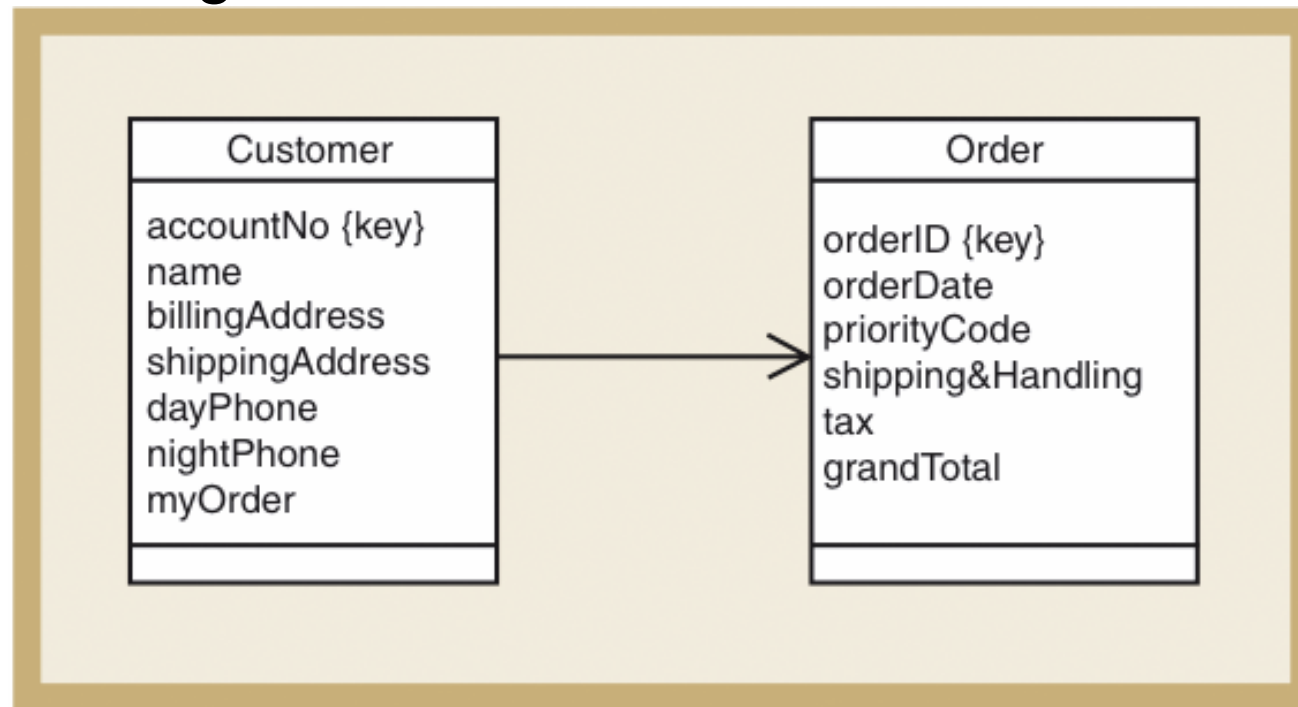 Customer
accountNo {key}
name
billingAddress
shippingAddress
dayPhone
nightPhone
myOrder
Order
orderID {key}
orderDate
priorityCode
shipping&Handling
tax
grandTotal